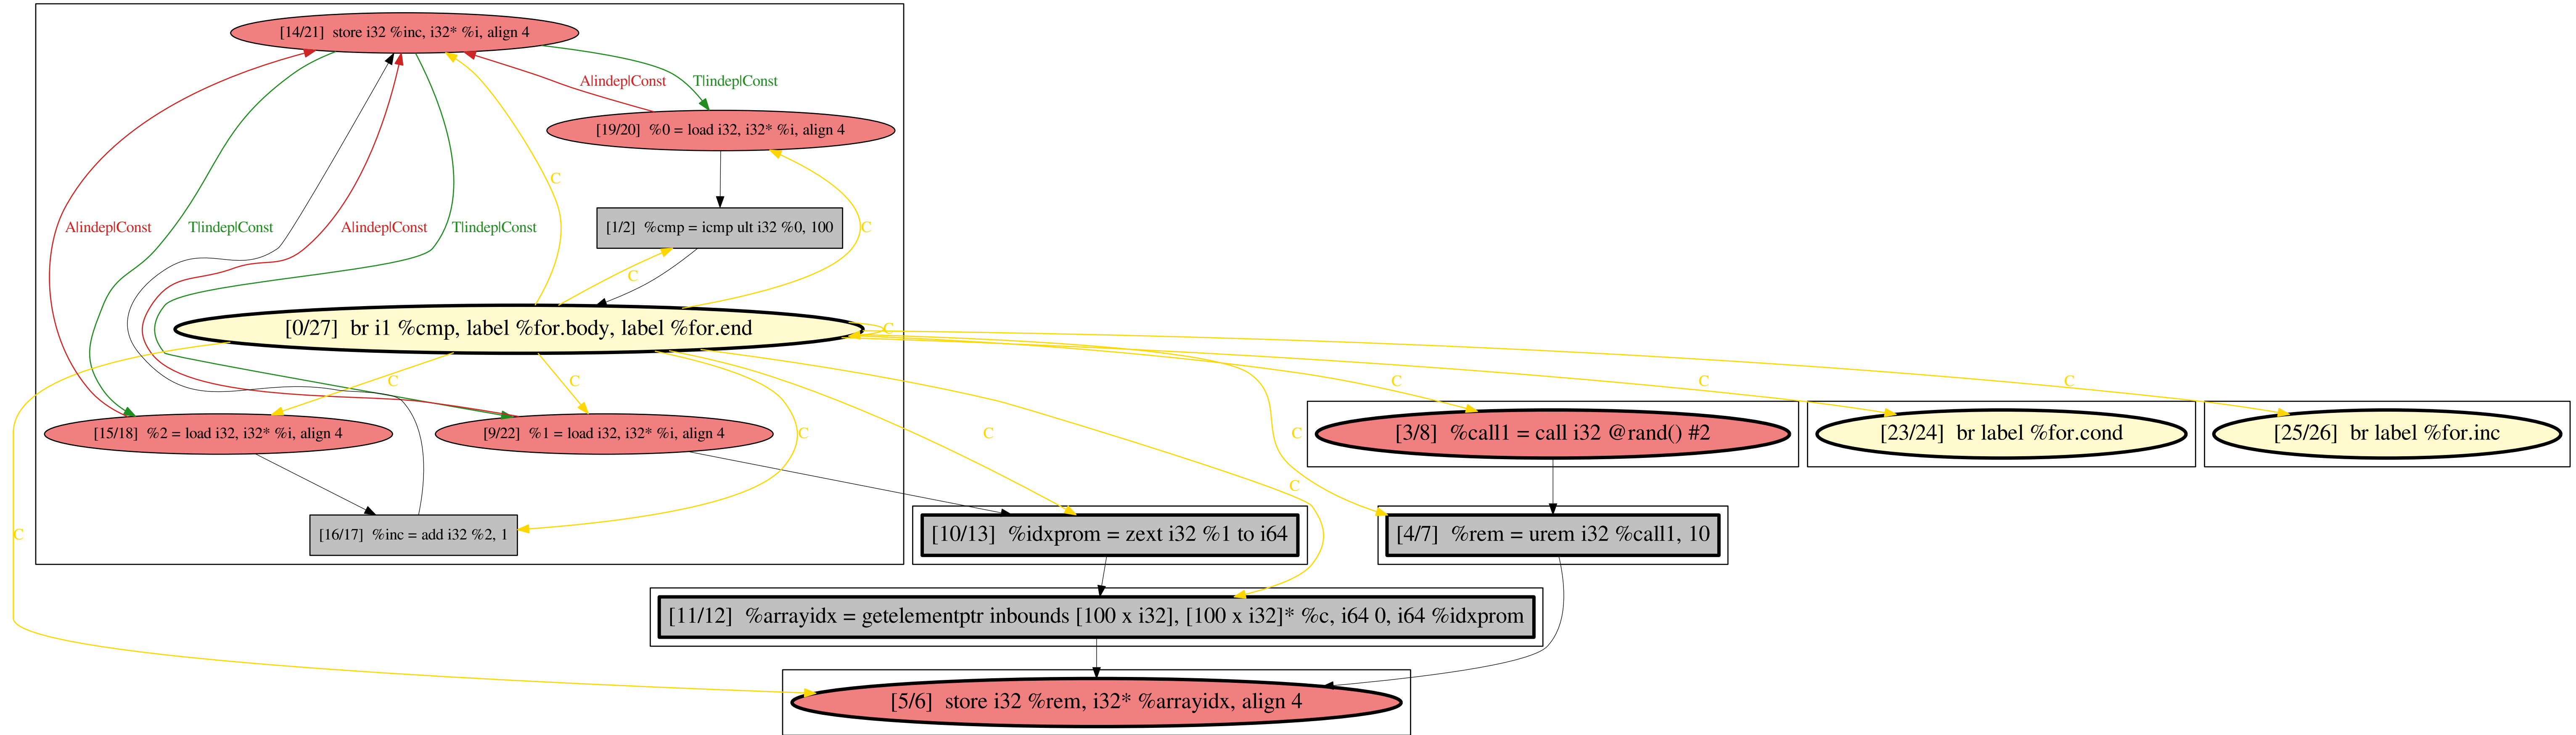 [14/21]  store i32 %inc, i32* %i, align 4
A|indep|Const
T|indep|Const
[19/20]  %0 = load i32, i32* %i, align 4
C
A|indep|Const
T|indep|Const
A|indep|Const
T|indep|Const
[1/2]  %cmp = icmp ult i32 %0, 100
C
C
[0/27]  br i1 %cmp, label %for.body, label %for.end
C
C
C
C
C
C
[15/18]  %2 = load i32, i32* %i, align 4
[9/22]  %1 = load i32, i32* %i, align 4
C
C
C
[3/8]  %call1 = call i32 @rand() #2
[23/24]  br label %for.cond
[25/26]  br label %for.inc
C
C
[16/17]  %inc = add i32 %2, 1
[10/13]  %idxprom = zext i32 %1 to i64
[4/7]  %rem = urem i32 %call1, 10
[11/12]  %arrayidx = getelementptr inbounds [100 x i32], [100 x i32]* %c, i64 0, i64 %idxprom
[5/6]  store i32 %rem, i32* %arrayidx, align 4